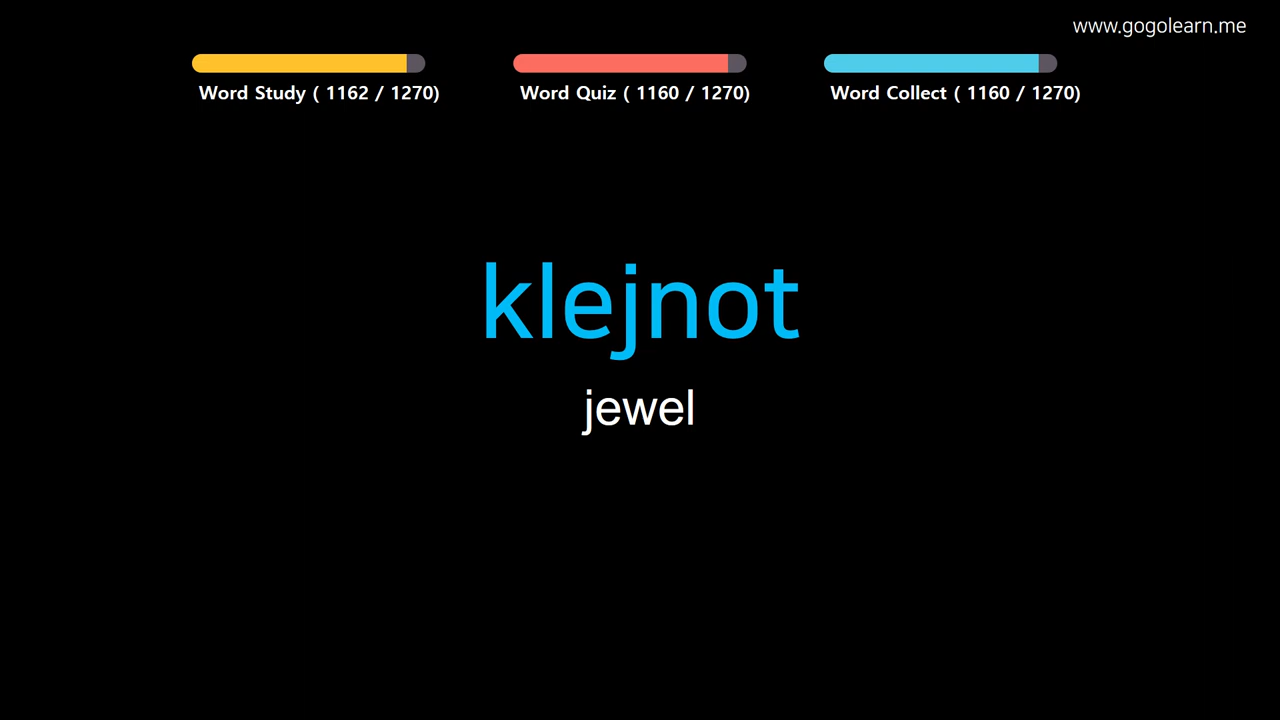 www.gogolearn.me
Word Study ( 1162 / 1270)
Word Quiz ( 1160 / 1270)
Word Collect ( 1160 / 1270)
klejnot
jewel